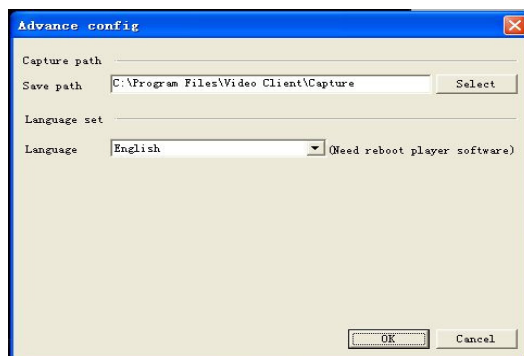 Advance config
Capture path
Save path C:\Program Files\Video Client\Capture Select
Language set
Language English (Need reboot player software)
OK Cancel